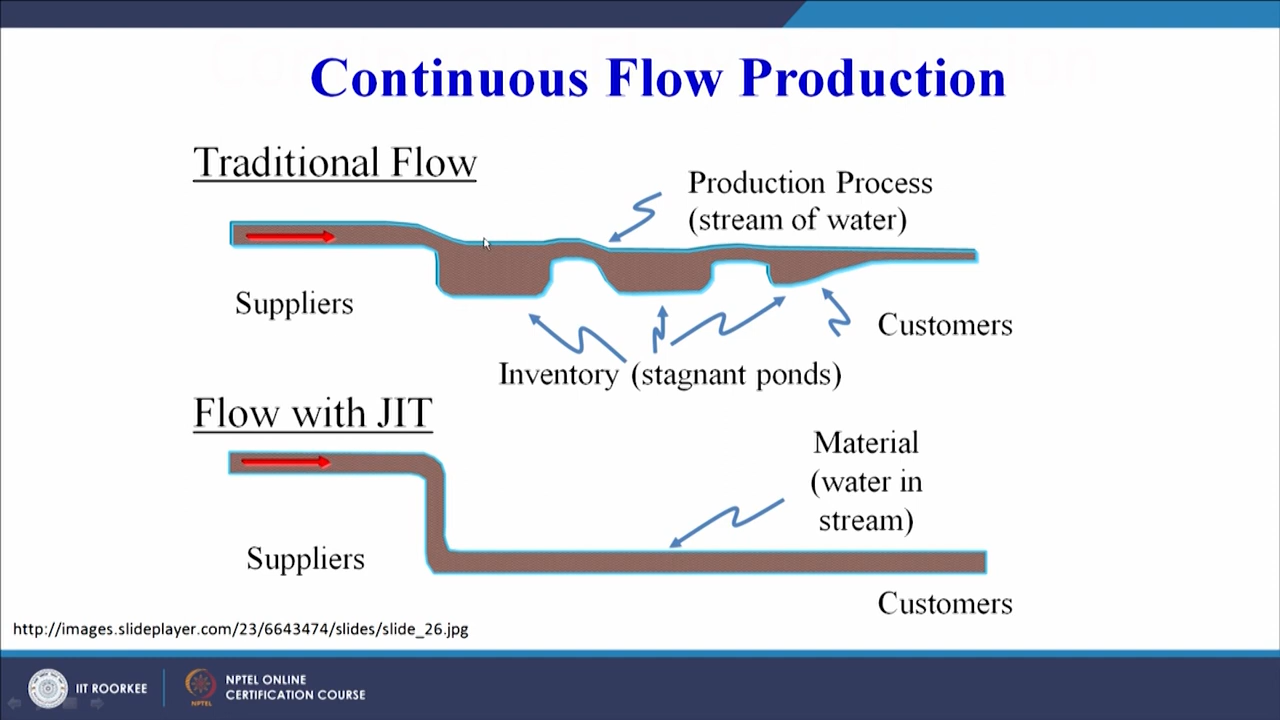 Continuous Flow Production
Traditional Flow
Production Process
(stream of water)
Suppliers
Customers
Inventory (stagnant ponds)
Flow with JIT
Material
(water in
stream)
Suppliers
Customers
http://images.slideplayer.com/23/6643474/slides/slide_26.jpg
IIT ROORKEE
NPTEL
NPTEL ONLINE
CERTIFICATION COURSE